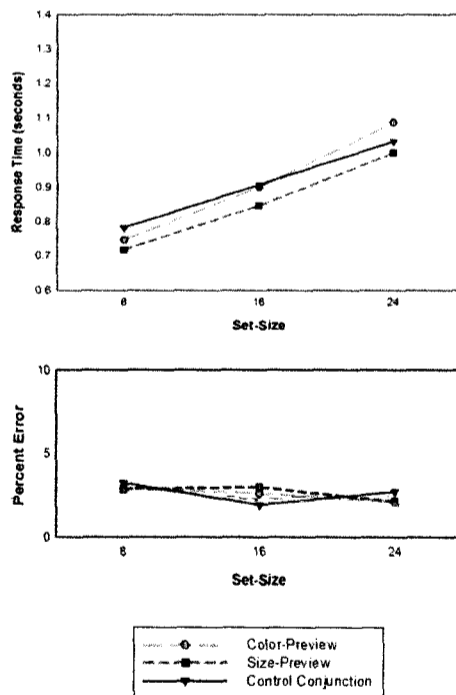 1.4
1.3
1.2
1.1
1.0
0.9
0.8
0.7
0.6
Response Time (seconds)
8 16 24
Set-Size
10
5
0
Percent Error
8 16 24
Set-Size
Color-Preview
Size-Preview
Control Conjunction